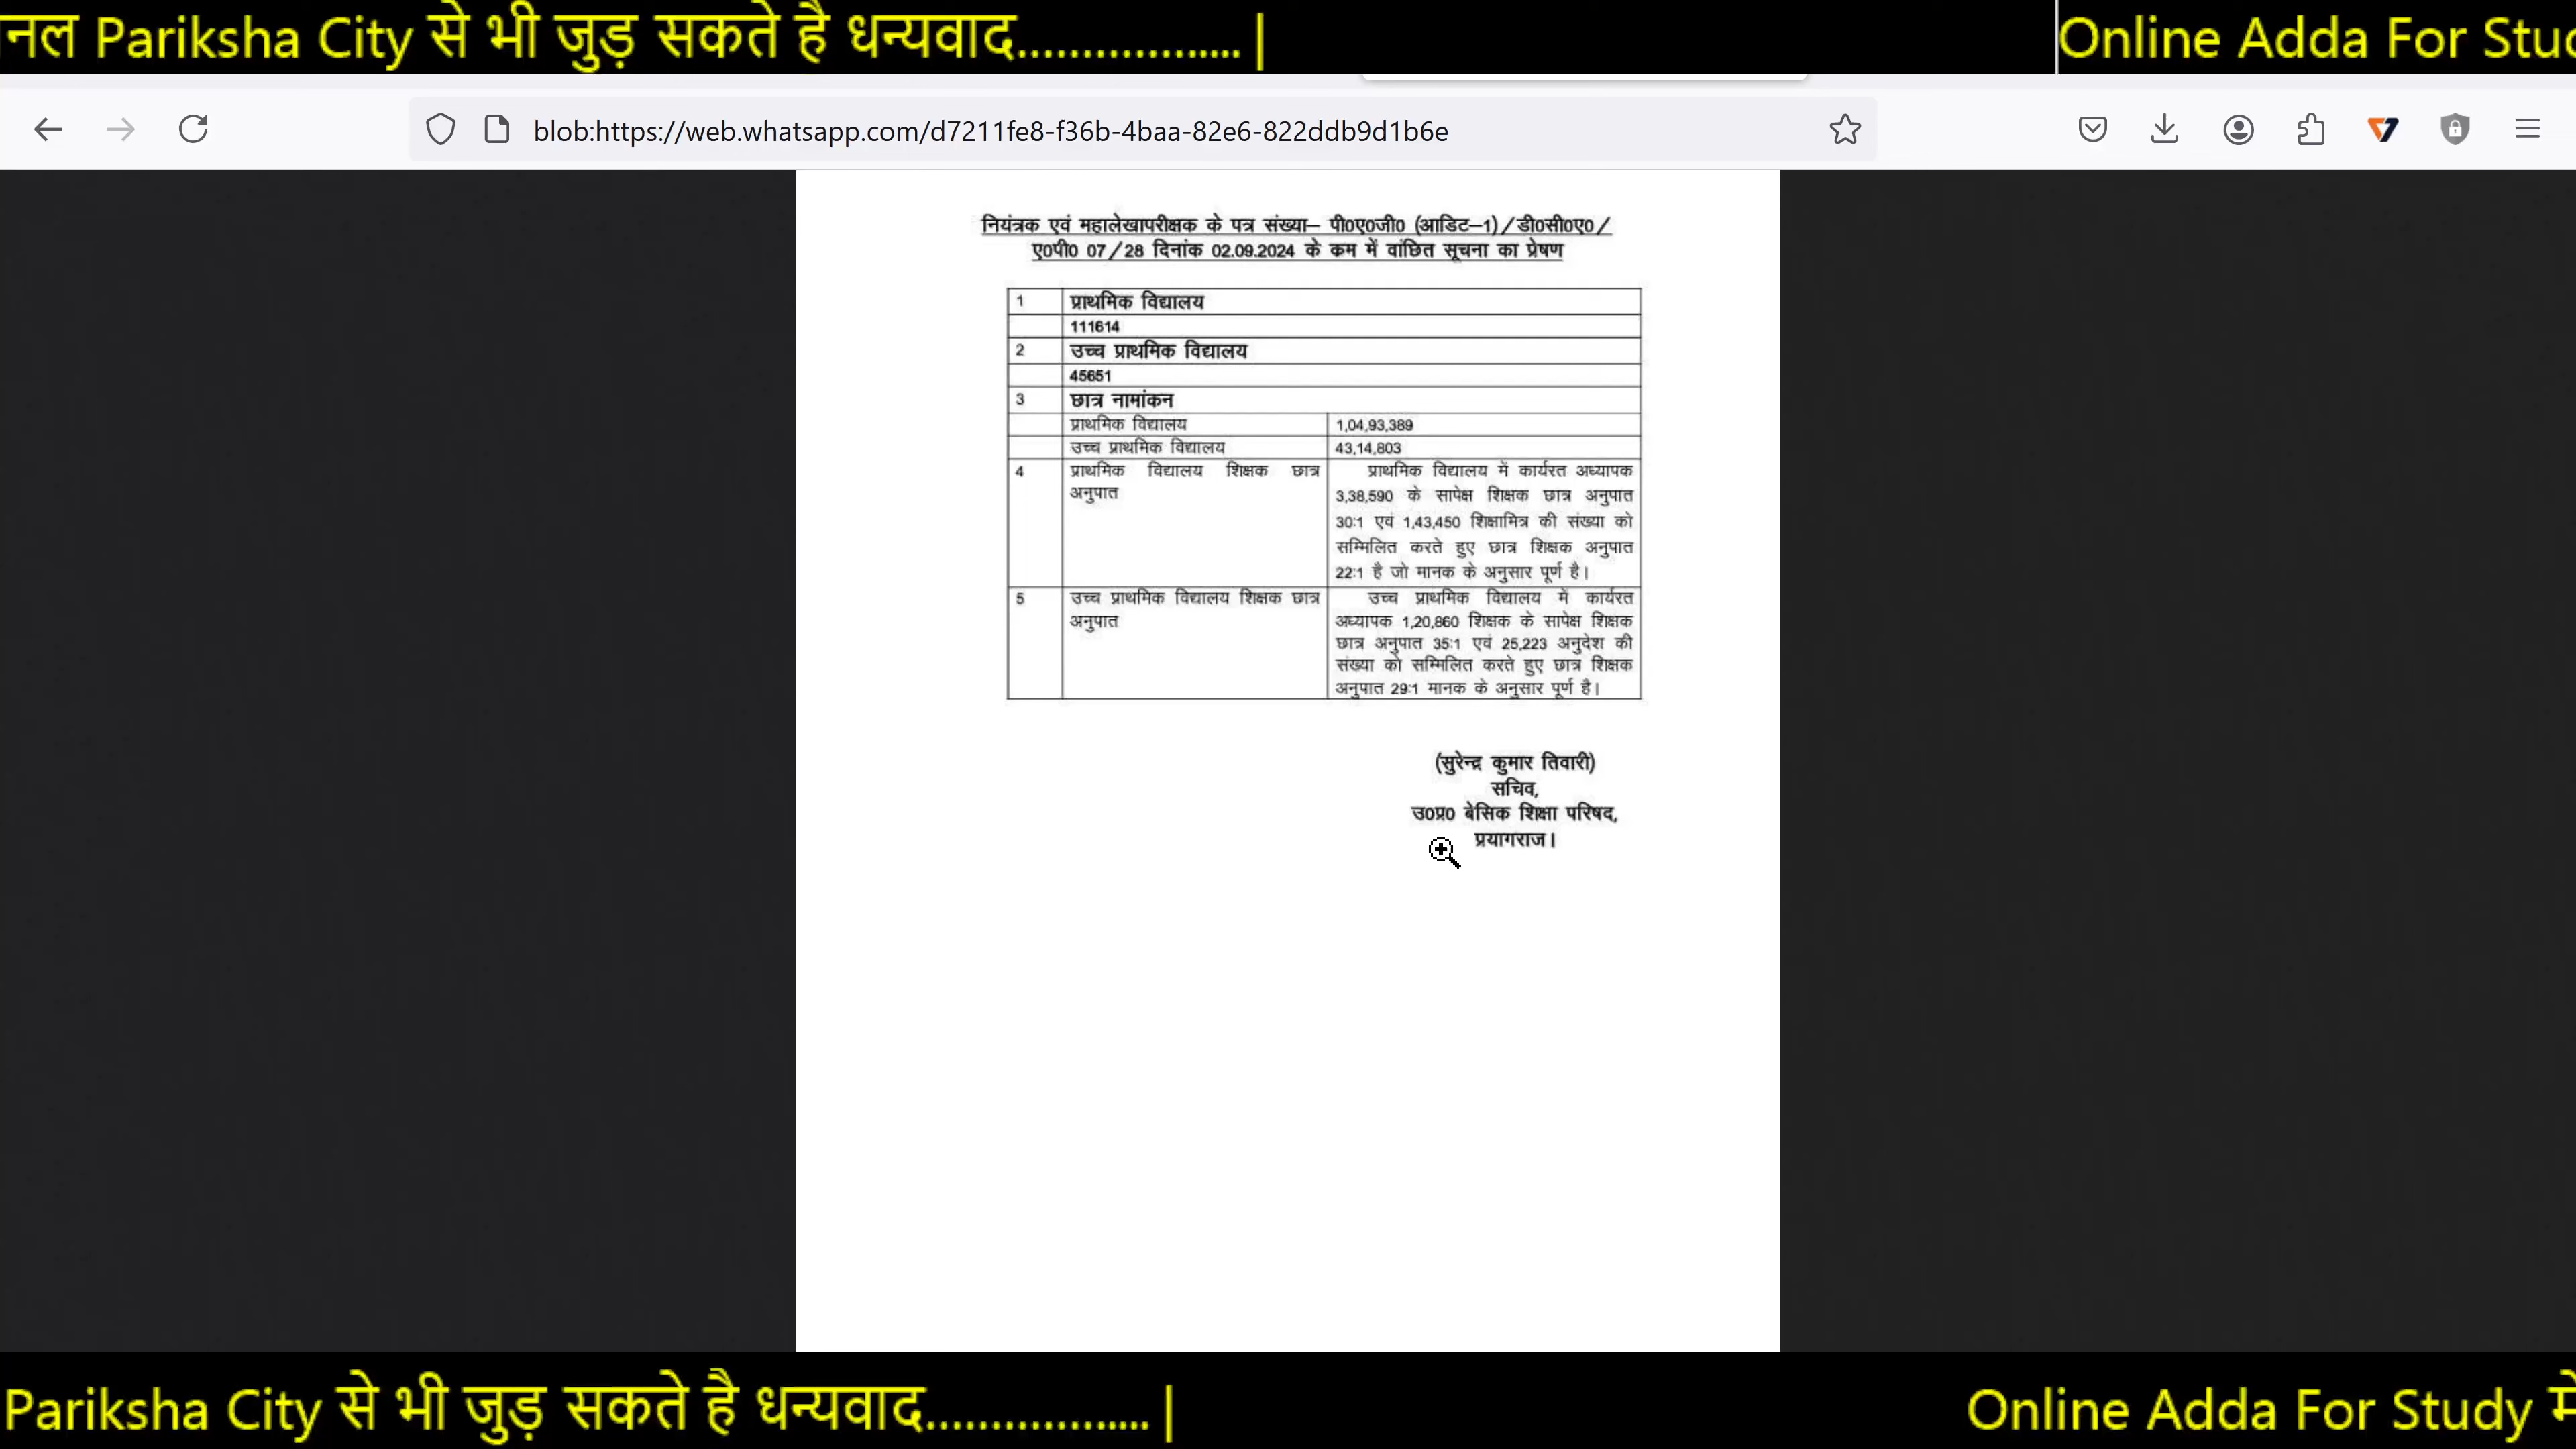 नल Pariksha City से भी जुड़ सकते है धन्यवाद................... |
Online Adda For Stu
blob:https://web.whatsapp.com/d7211fe8-f36b-4baa-82e6-822ddb9d1b6e
नियंत्रक एवं महालेखापरीक्षक के पत्र संख्या– पी0ए0जी0 (आडिट–1)/डी0सी0ए0/
ए0पी0 07/28 दिनांक 02.09.2024 के कम में वांछित सूचना का प्रेषण
1 प्राथमिक विद्यालय
111614
2 उच्च प्राथमिक विद्यालय
45651
3 छात्र नामांकन
प्राथमिक विद्यालय 1,04,93,389
उच्च प्राथमिक विद्यालय 43,14,803
4 प्राथमिक विद्यालय शिक्षक छात्र
अनुपात
प्राथमिक विद्यालय में कार्यरत अध्यापक
3,38,590 के सापेक्ष शिक्षक छात्र अनुपात
30:1 एवं 1,43,450 शिक्षामित्र की संख्या को
सम्मिलित करते हुए छात्र शिक्षक अनुपात
22:1 है जो मानक के अनुसार पूर्ण है।
5 उच्च प्राथमिक विद्यालय शिक्षक छात्र
अनुपात
उच्च प्राथमिक विद्यालय में कार्यरत
अध्यापक 1,20,860 शिक्षक के सापेक्ष शिक्षक
छात्र अनुपात 35:1 एवं 25,223 अनुदेश की
संख्या को सम्मिलित करते हुए छात्र शिक्षक
अनुपात 29:1 मानक के अनुसार पूर्ण है।
(सुरेन्द्र कुमार तिवारी)
सचिव,
उ0प्र0 बेसिक शिक्षा परिषद,
प्रयागराज।
Pariksha City से भी जुड़ सकते है धन्यवाद................... |
Online Adda For Study में